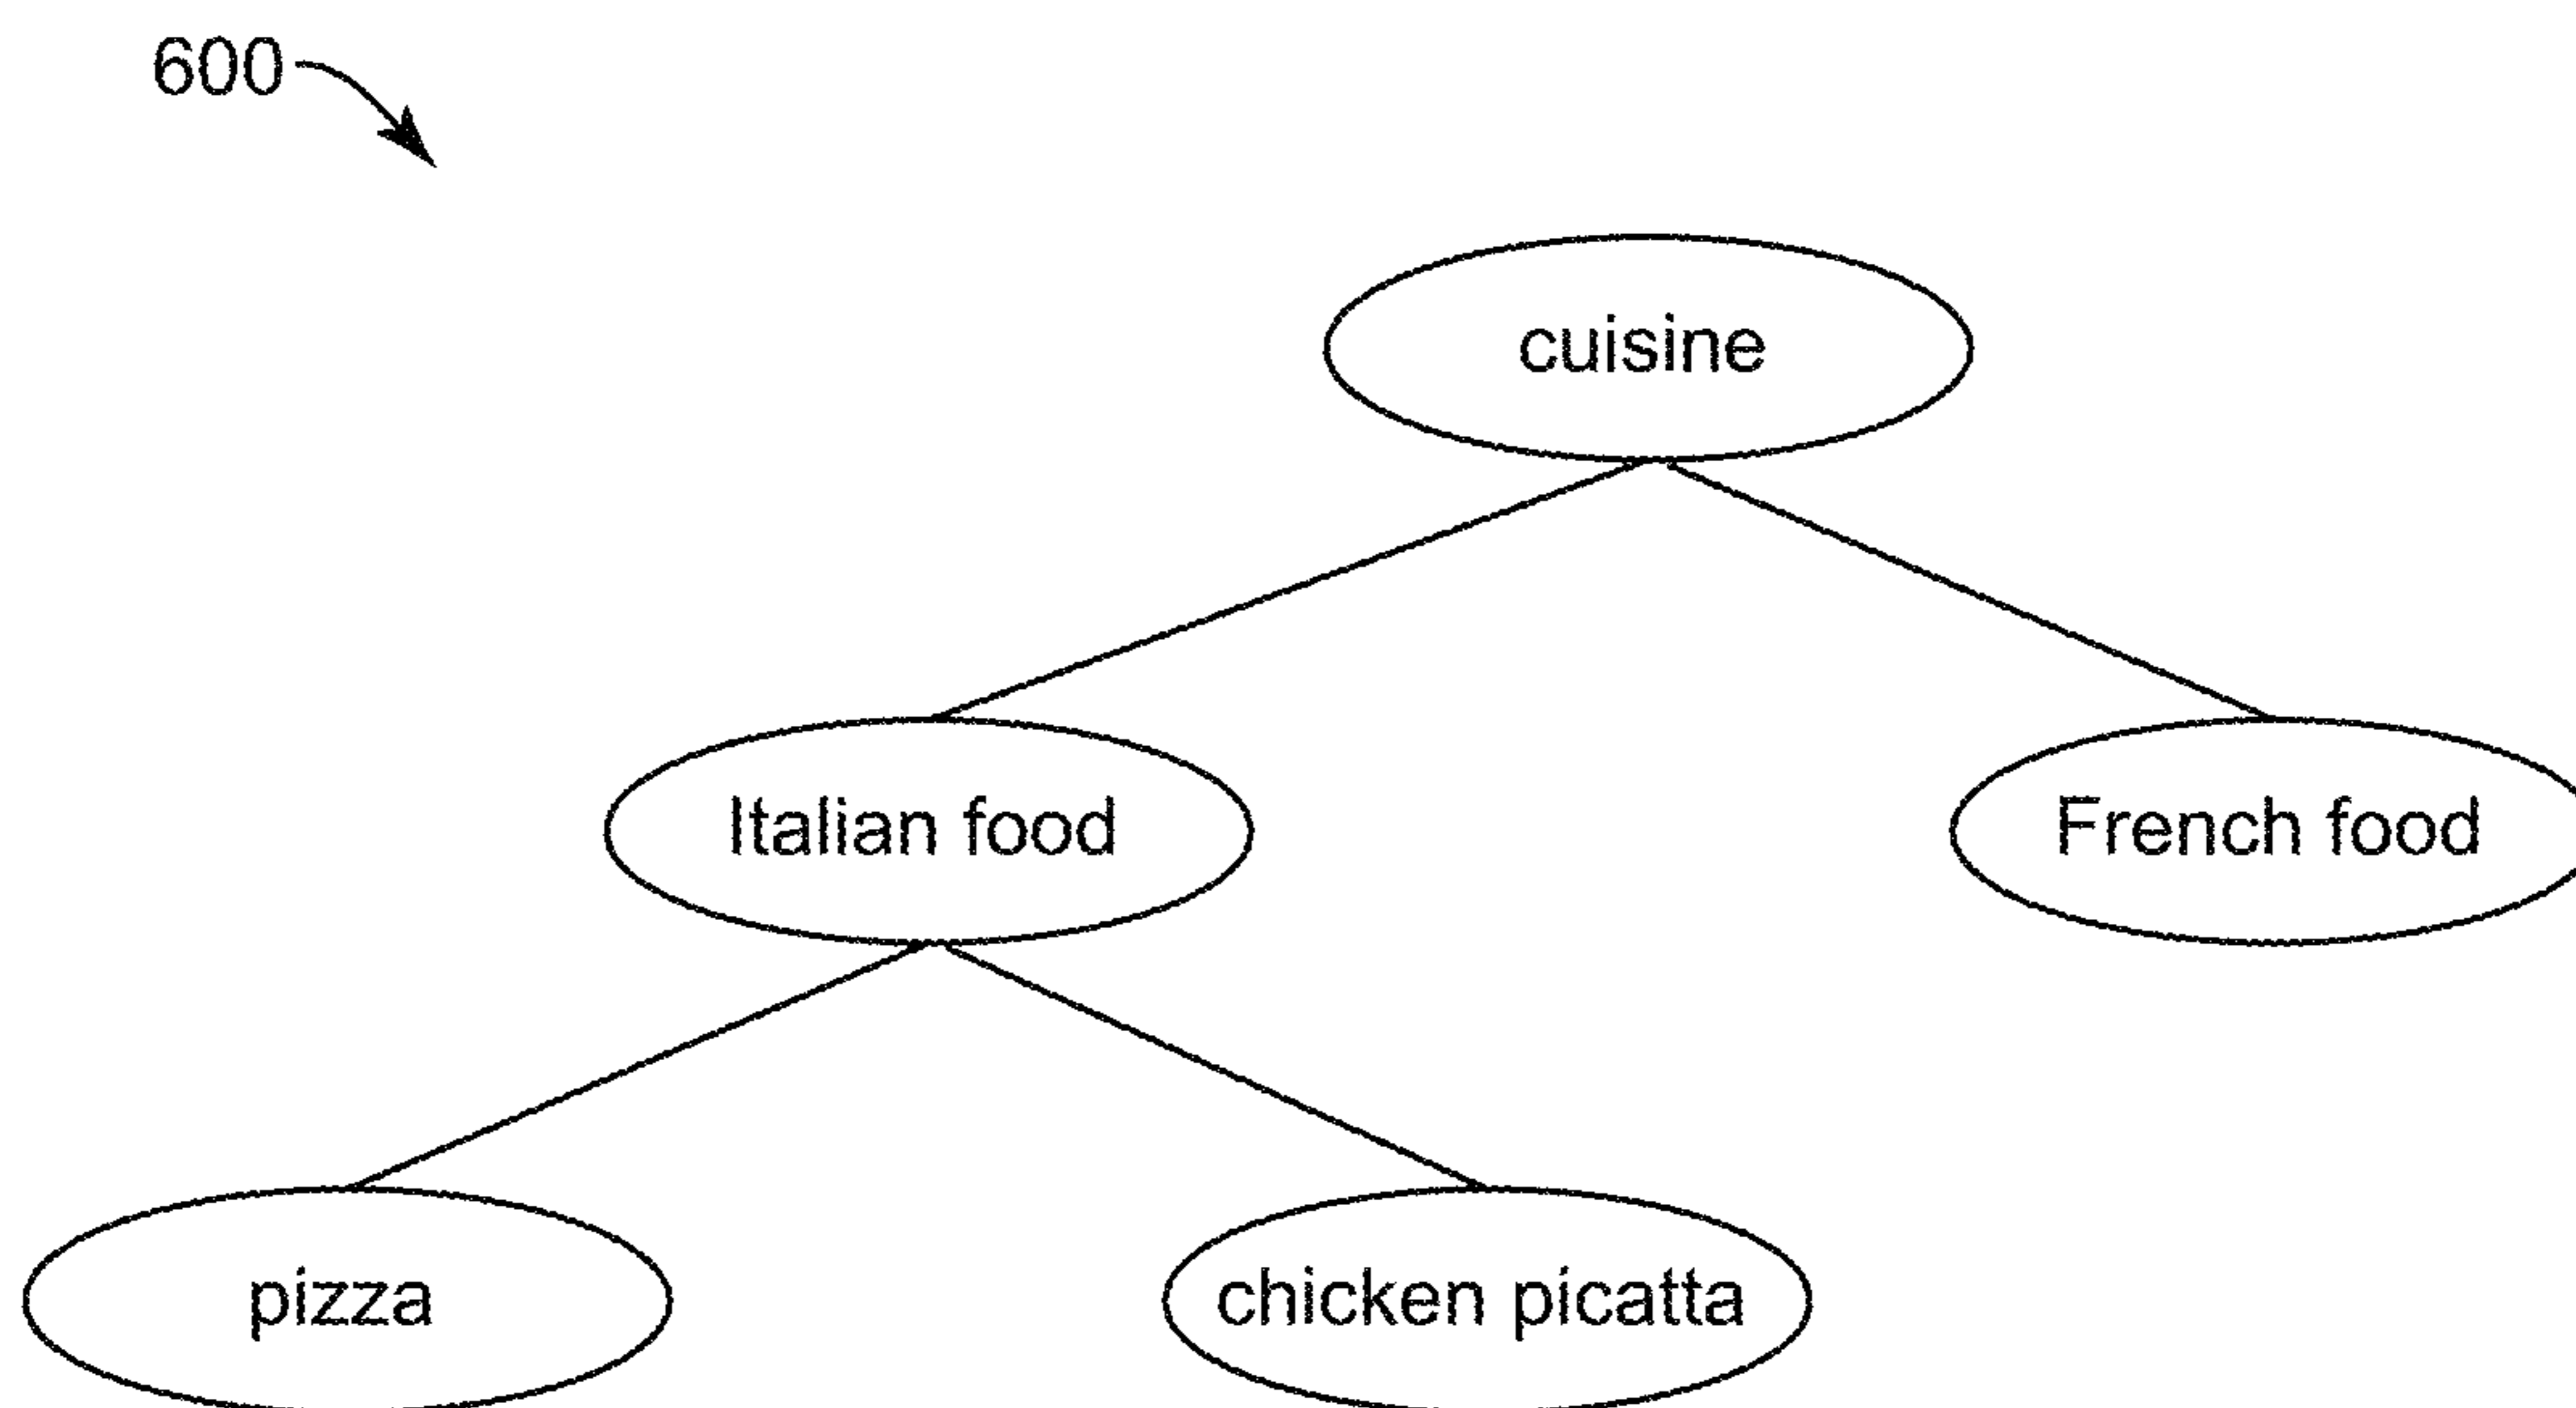 600
cuisine
Italian food
French food
pizza
chicken picatta